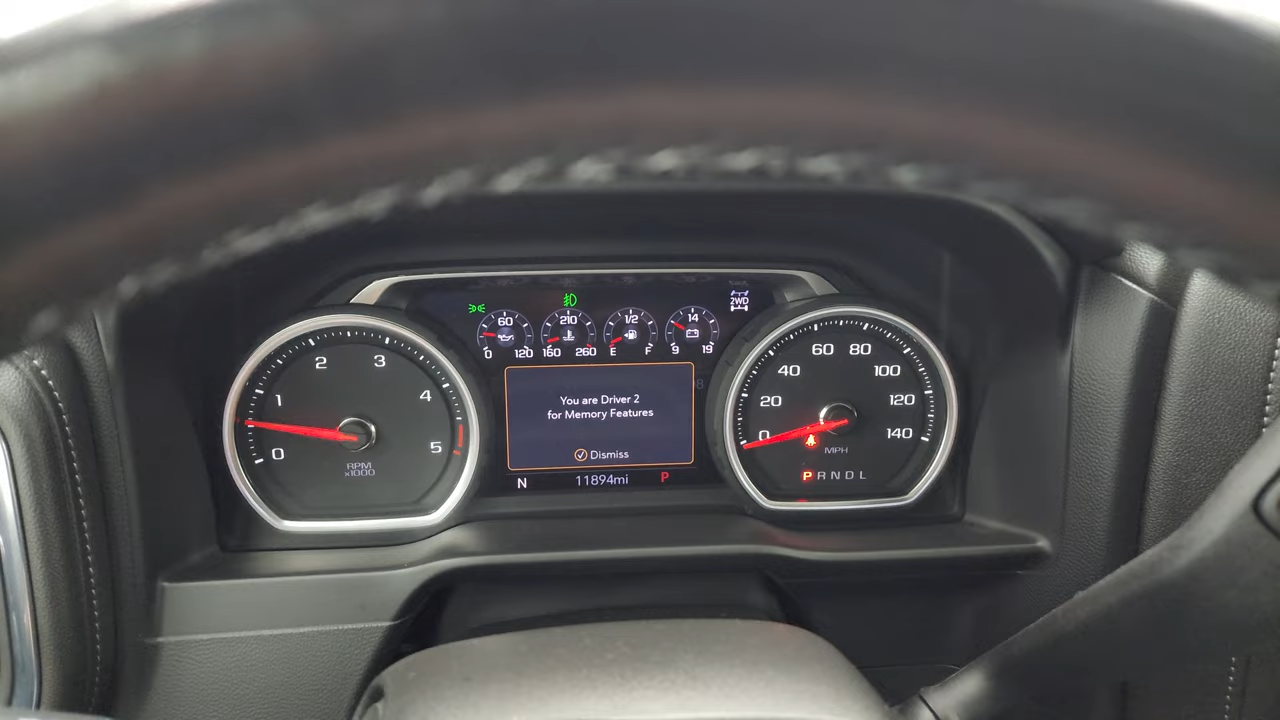 60
210
1/2
14
2WD
0 120
160 260
E F
9 19
0 1 2 3 4 5
RPM
x1000
You are Driver 2
for Memory Features
Dismiss
N 11894mi P
0 20 40 60 80 100 120 140
MPH
PRNDL